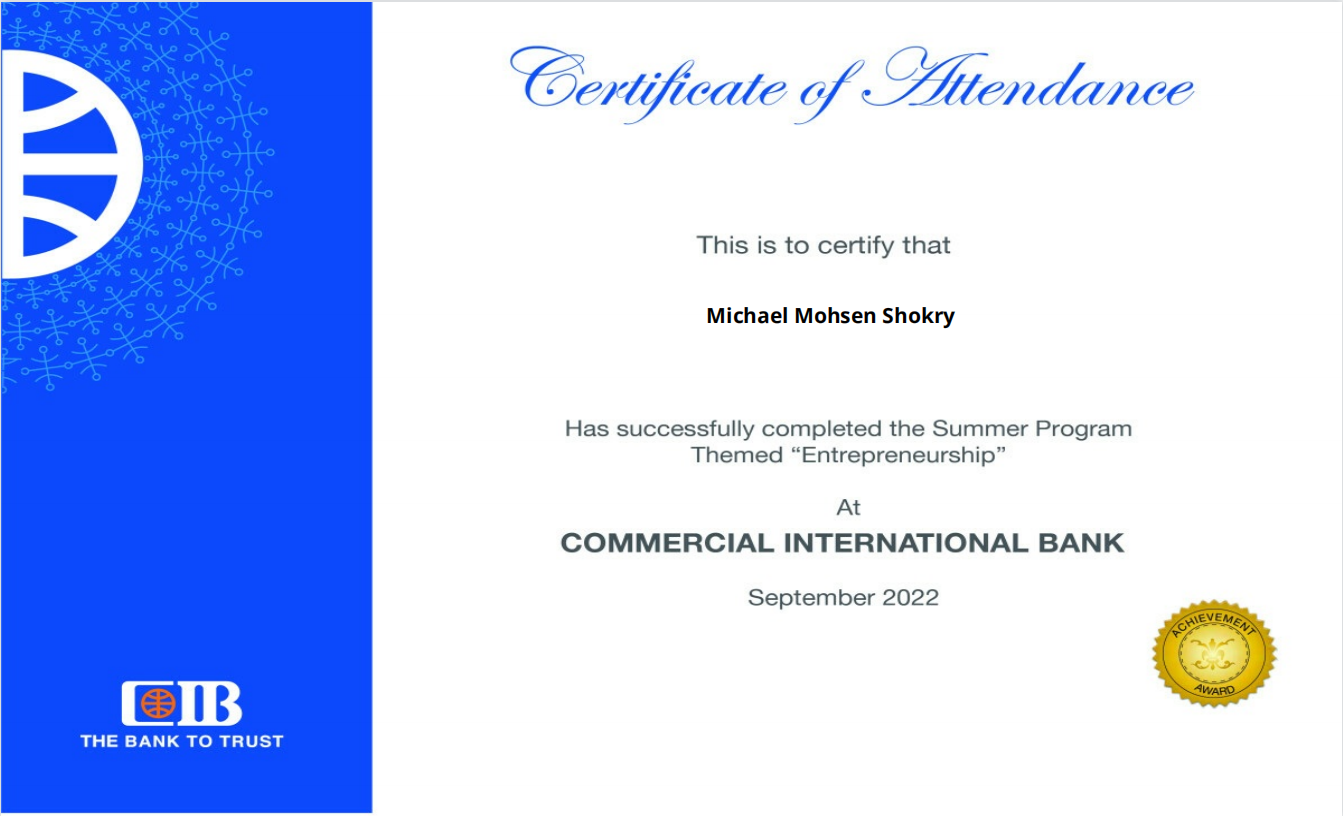 Certificate of Attendance
This is to certify that
Michael Mohsen Shokry
Has successfully completed the Summer Program
Themed “Entrepreneurship”
At
COMMERCIAL INTERNATIONAL BANK
September 2022
ACHIEVEMENT
AWARD
CIB
THE BANK TO TRUST